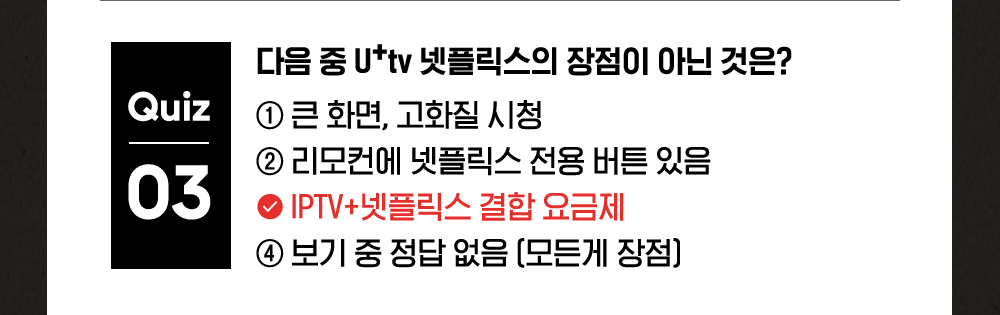 Quiz
03
다음 중 U+tv 넷플릭스의 장점이 아닌 것은?
① 큰 화면, 고화질 시청
② 리모컨에 넷플릭스 전용 버튼 있음
IPTV+넷플릭스 결합 요금제
④ 보기 중 정답 없음 (모든게 장점)